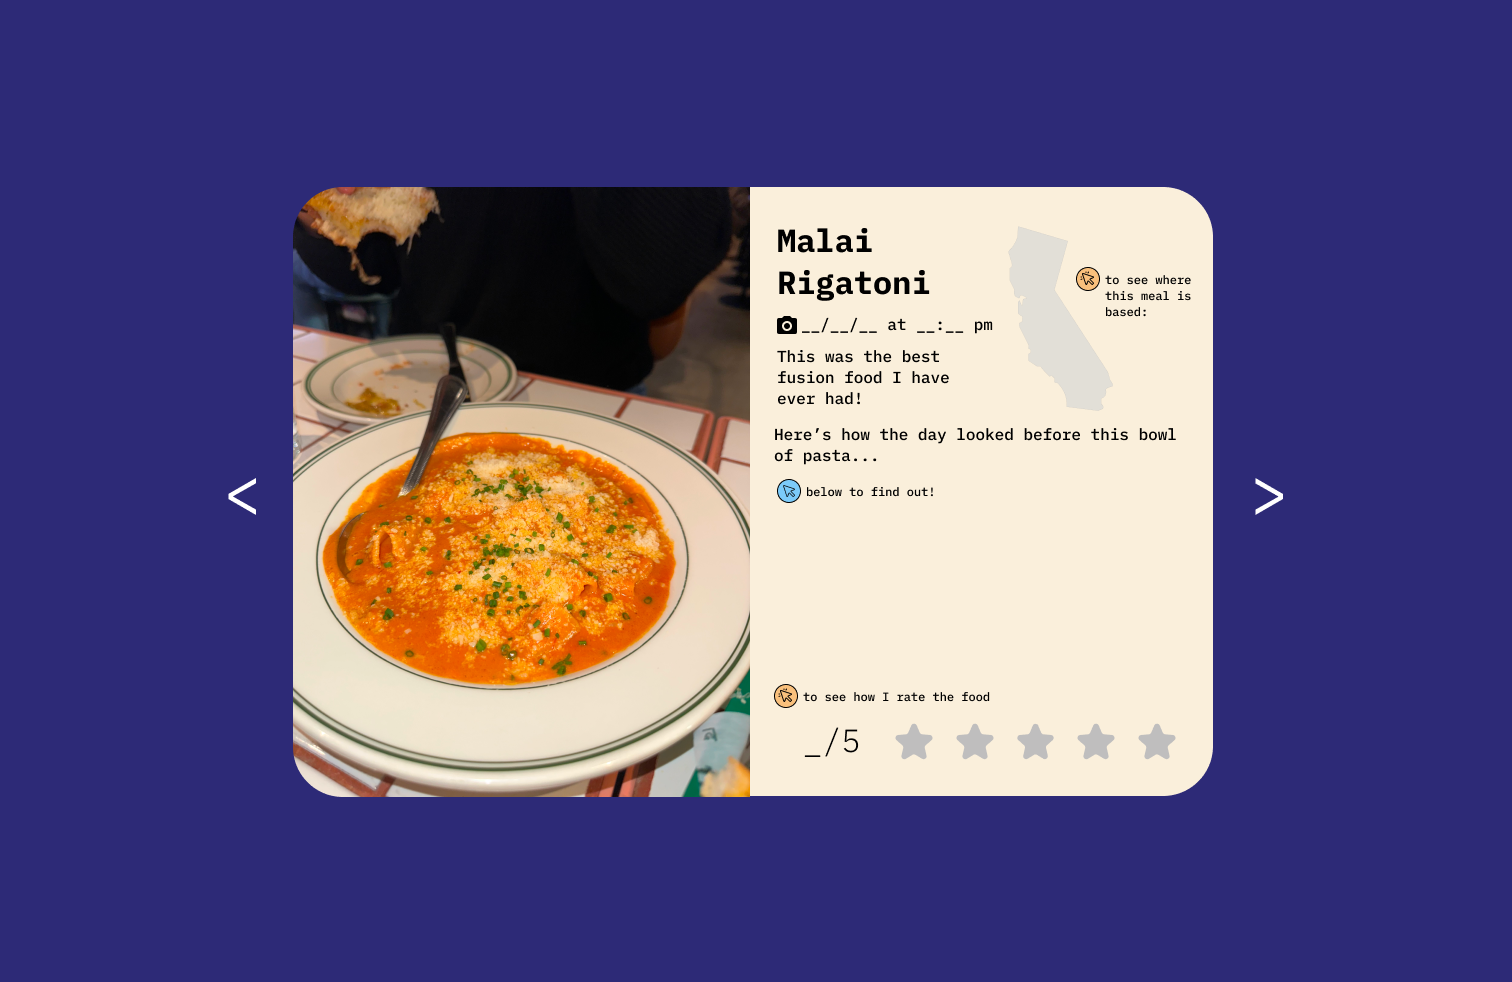 Malai
Rigatoni
__/__/__ at __:__ pm
This was the best
fusion food I have
ever had!
to see where
this meal is
based:
Here’s how the day looked before this bowl
of pasta...
below to find out!
<
>
to see how I rate the food
_/5